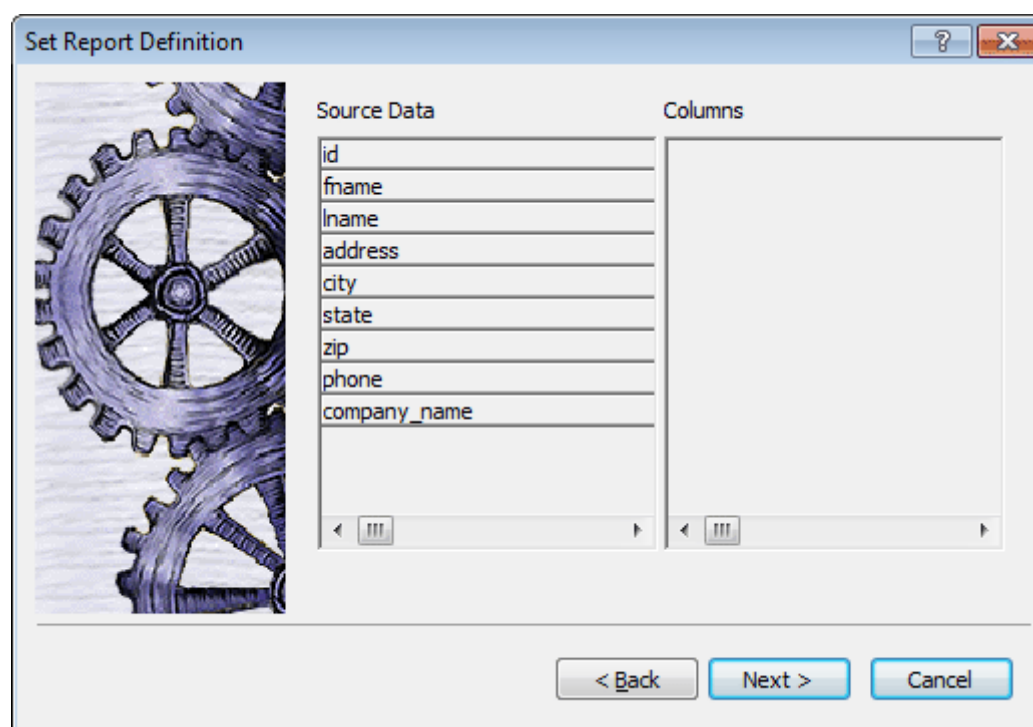 Set Report Definition
Source Data
Columns
id
fname
lname
address
city
state
zip
phone
company_name
< Back
Next >
Cancel